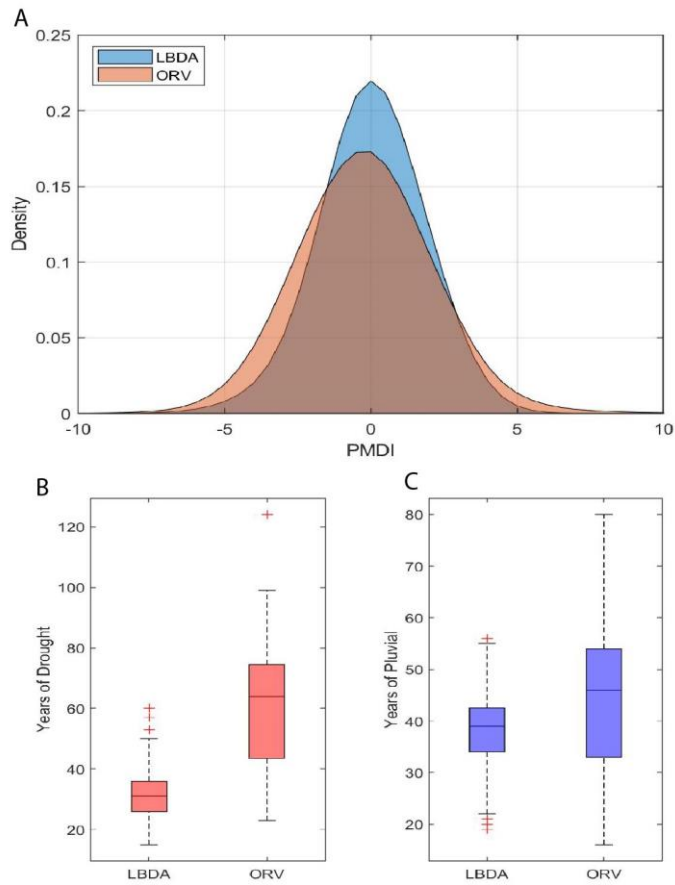 A
0.25
LBDA
ORV
0.2
0.15
Density
0.1
0.05
0
-10 -5 0 5 10
PMDI
B
120
100
80
60
40
20
Years of Drought
LBDA ORV
C
80
70
60
50
40
30
20
Years of Pluvial
LBDA ORV